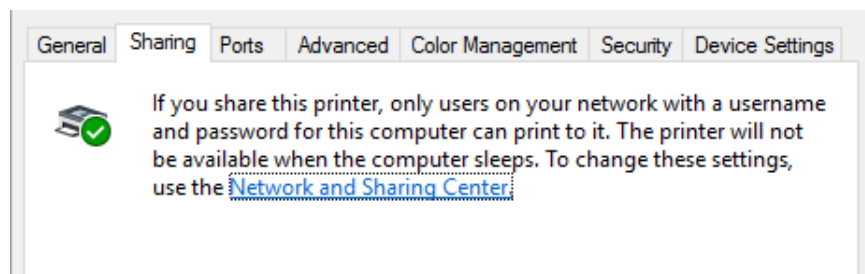 General Sharing Ports Advanced Color Management Security Device Settings
If you share this printer, only users on your network with a username
and password for this computer can print to it. The printer will not
be available when the computer sleeps. To change these settings,
use the Network and Sharing Center.